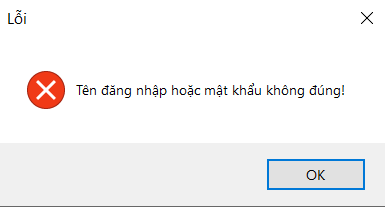 Lỗi
Tên đăng nhập hoặc mật khẩu không đúng!
OK